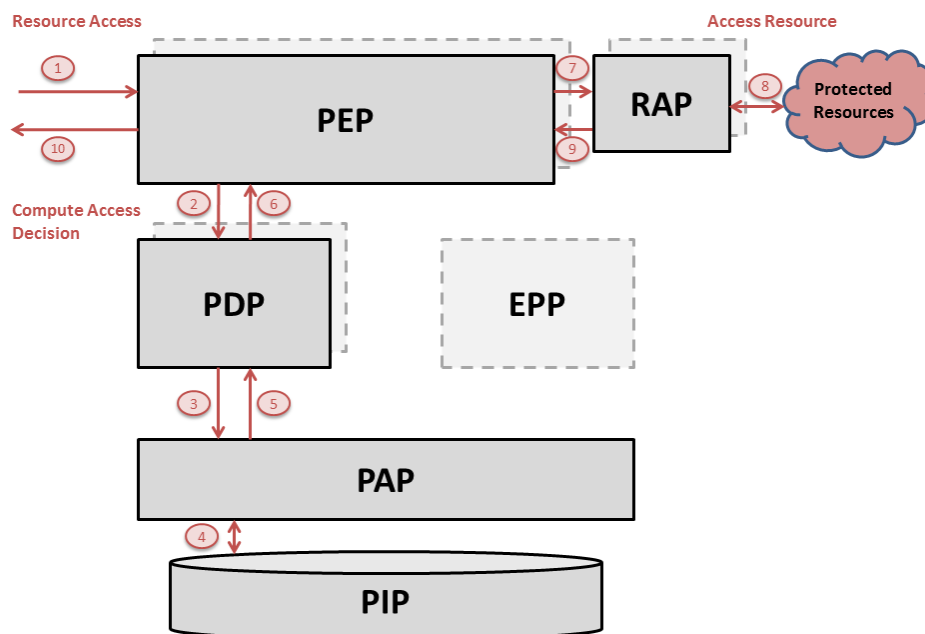 Resource Access
Access Resource
1
7
8
PEP
RAP
Protected
Resources
10
9
2
6
Compute Access
Decision
PDP
EPP
3
5
PAP
4
PIP